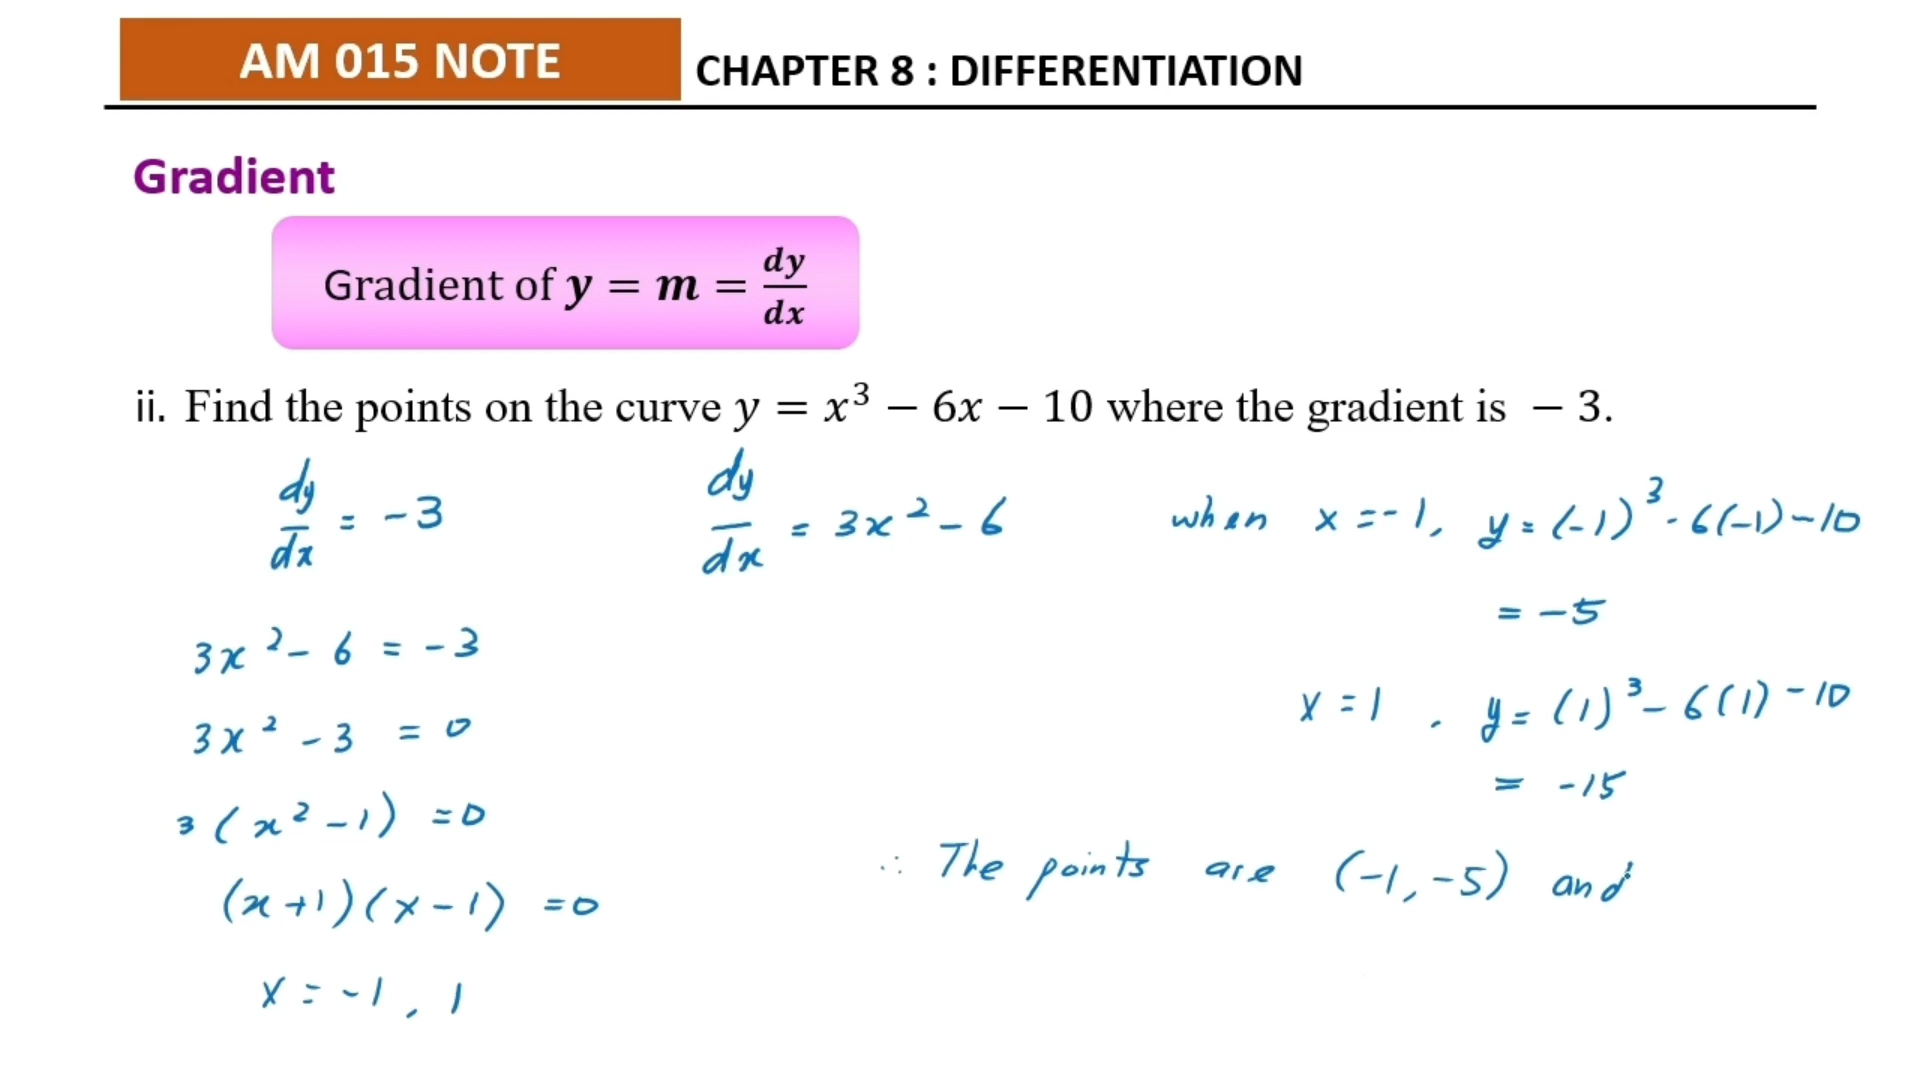 AM 015 NOTE
CHAPTER 8 : DIFFERENTIATION
Gradient
Gradient of y = m = dy/dx
ii. Find the points on the curve y = x³ − 6x − 10 where the gradient is − 3.
dy/dx = -3
3x² - 6 = -3
3x² - 3 = 0
3(x² - 1) = 0
(x+1)(x-1) = 0
x = -1, 1
dy/dx = 3x² - 6
when x = -1, y = (-1)³ - 6(-1) - 10
= -5
x = 1, y = (1)³ - 6(1) - 10
= -15
∴ The points are (-1, -5) and